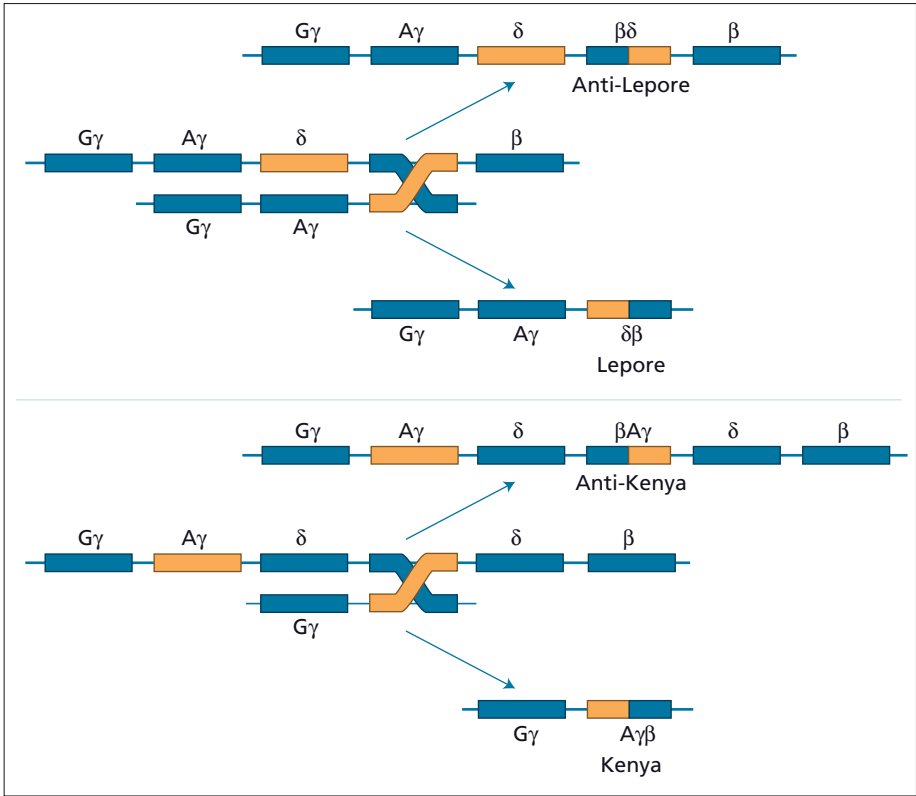 Gγ Aγ δ βδ β
Anti-Lepore
Gγ Aγ δ β
Gγ Aγ
Gγ Aγ δβ
Lepore
Gγ Aγ δ βAγ δ β
Anti-Kenya
Gγ Aγ δ δ β
Gγ
Gγ Aγβ
Kenya